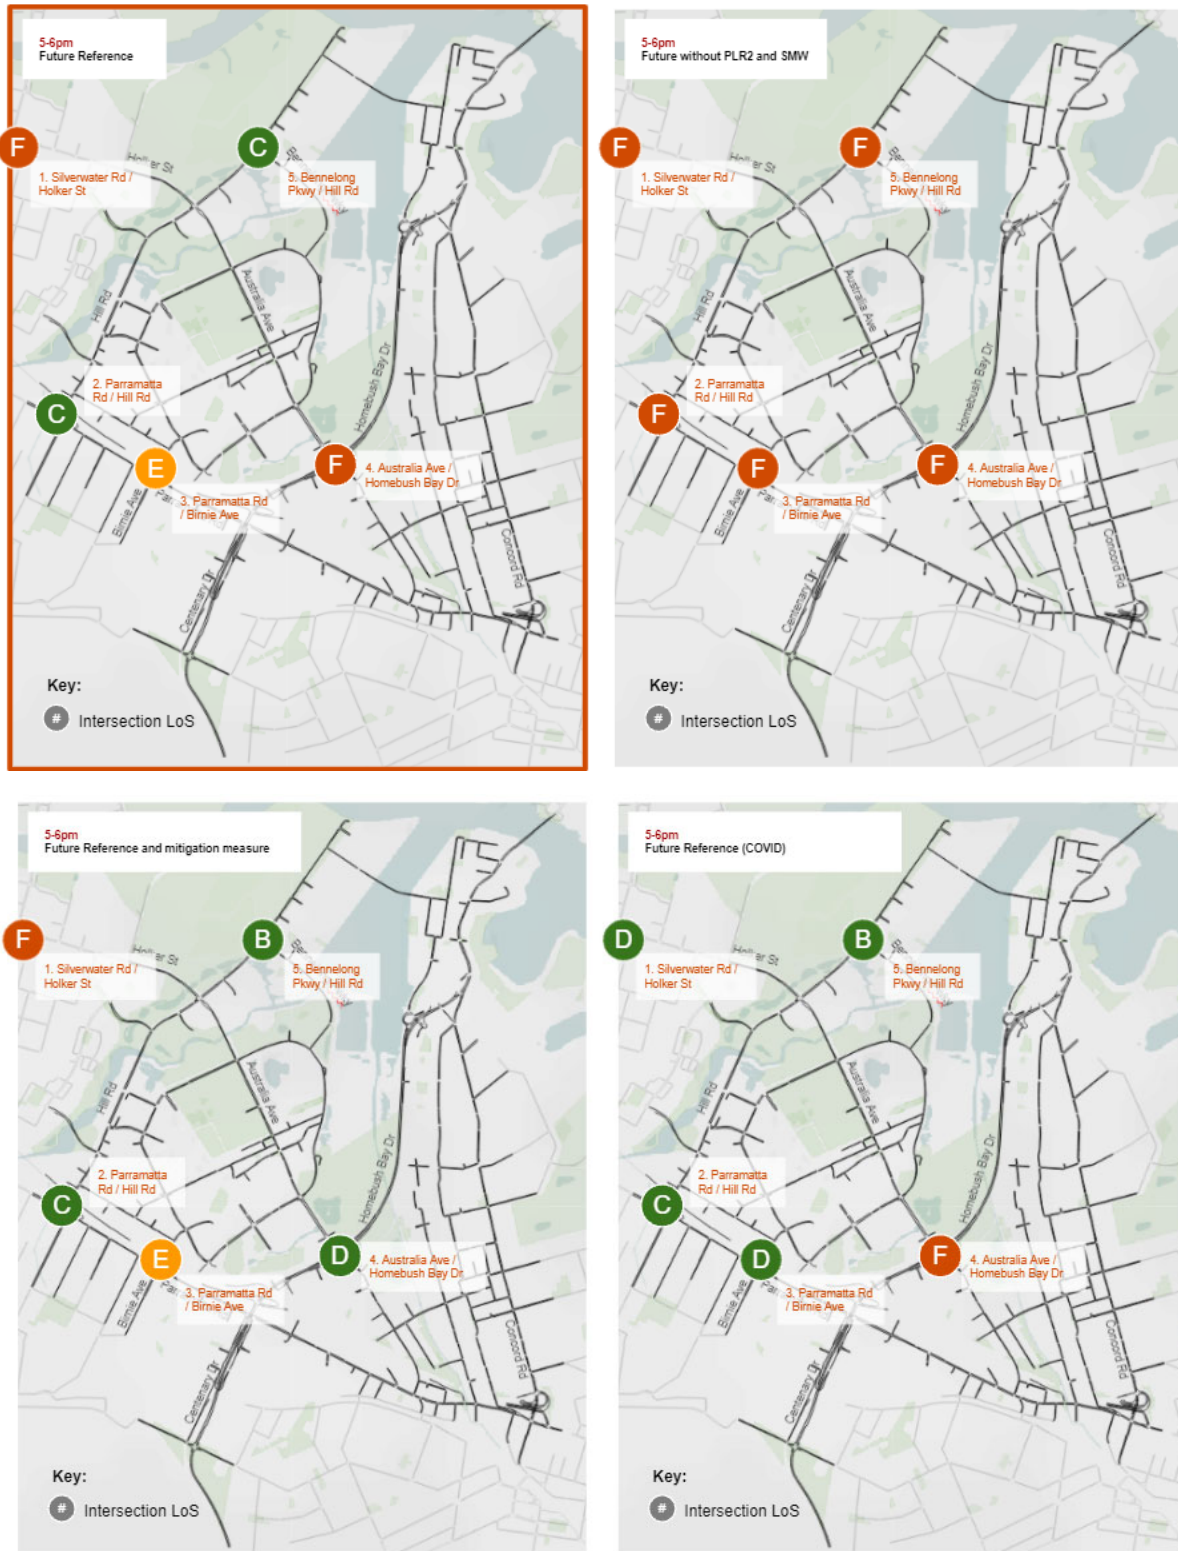 5-6pm
Future Reference
F
C
1. Silverwater Rd /
Holker St
5. Bennelong
Pkwy / Hill Rd
Hill Rd
Australia Ave
Homebush Bay Dr
2. Parramatta
Rd / Hill Rd
C
E
F
4. Australia Ave /
Homebush Bay Dr
3. Parramatta Rd
/ Birnie Ave
Birnie Ave
Centenary Dr
Concord Rd
Key:
# Intersection LoS
5-6pm
Future without PLR2 and SMW
F
F
1. Silverwater Rd /
Holker St
5. Bennelong
Pkwy / Hill Rd
Hill Rd
Australia Ave
Homebush Bay Dr
2. Parramatta
Rd / Hill Rd
F
F
F
4. Australia Ave /
Homebush Bay Dr
3. Parramatta Rd
/ Birnie Ave
Birnie Ave
Centenary Dr
Concord Rd
Key:
# Intersection LoS
5-6pm
Future Reference and mitigation measure
F
B
1. Silverwater Rd /
Holker St
5. Bennelong
Pkwy / Hill Rd
Hill Rd
Australia Ave
Homebush Bay Dr
2. Parramatta
Rd / Hill Rd
C
E
D
4. Australia Ave /
Homebush Bay Dr
3. Parramatta Rd
/ Birnie Ave
Birnie Ave
Centenary Dr
Concord Rd
Key:
# Intersection LoS
5-6pm
Future Reference (COVID)
D
B
1. Silverwater Rd /
Holker St
5. Bennelong
Pkwy / Hill Rd
Hill Rd
Australia Ave
Homebush Bay Dr
2. Parramatta
Rd / Hill Rd
C
D
F
4. Australia Ave /
Homebush Bay Dr
3. Parramatta Rd
/ Birnie Ave
Birnie Ave
Centenary Dr
Concord Rd
Key:
# Intersection LoS